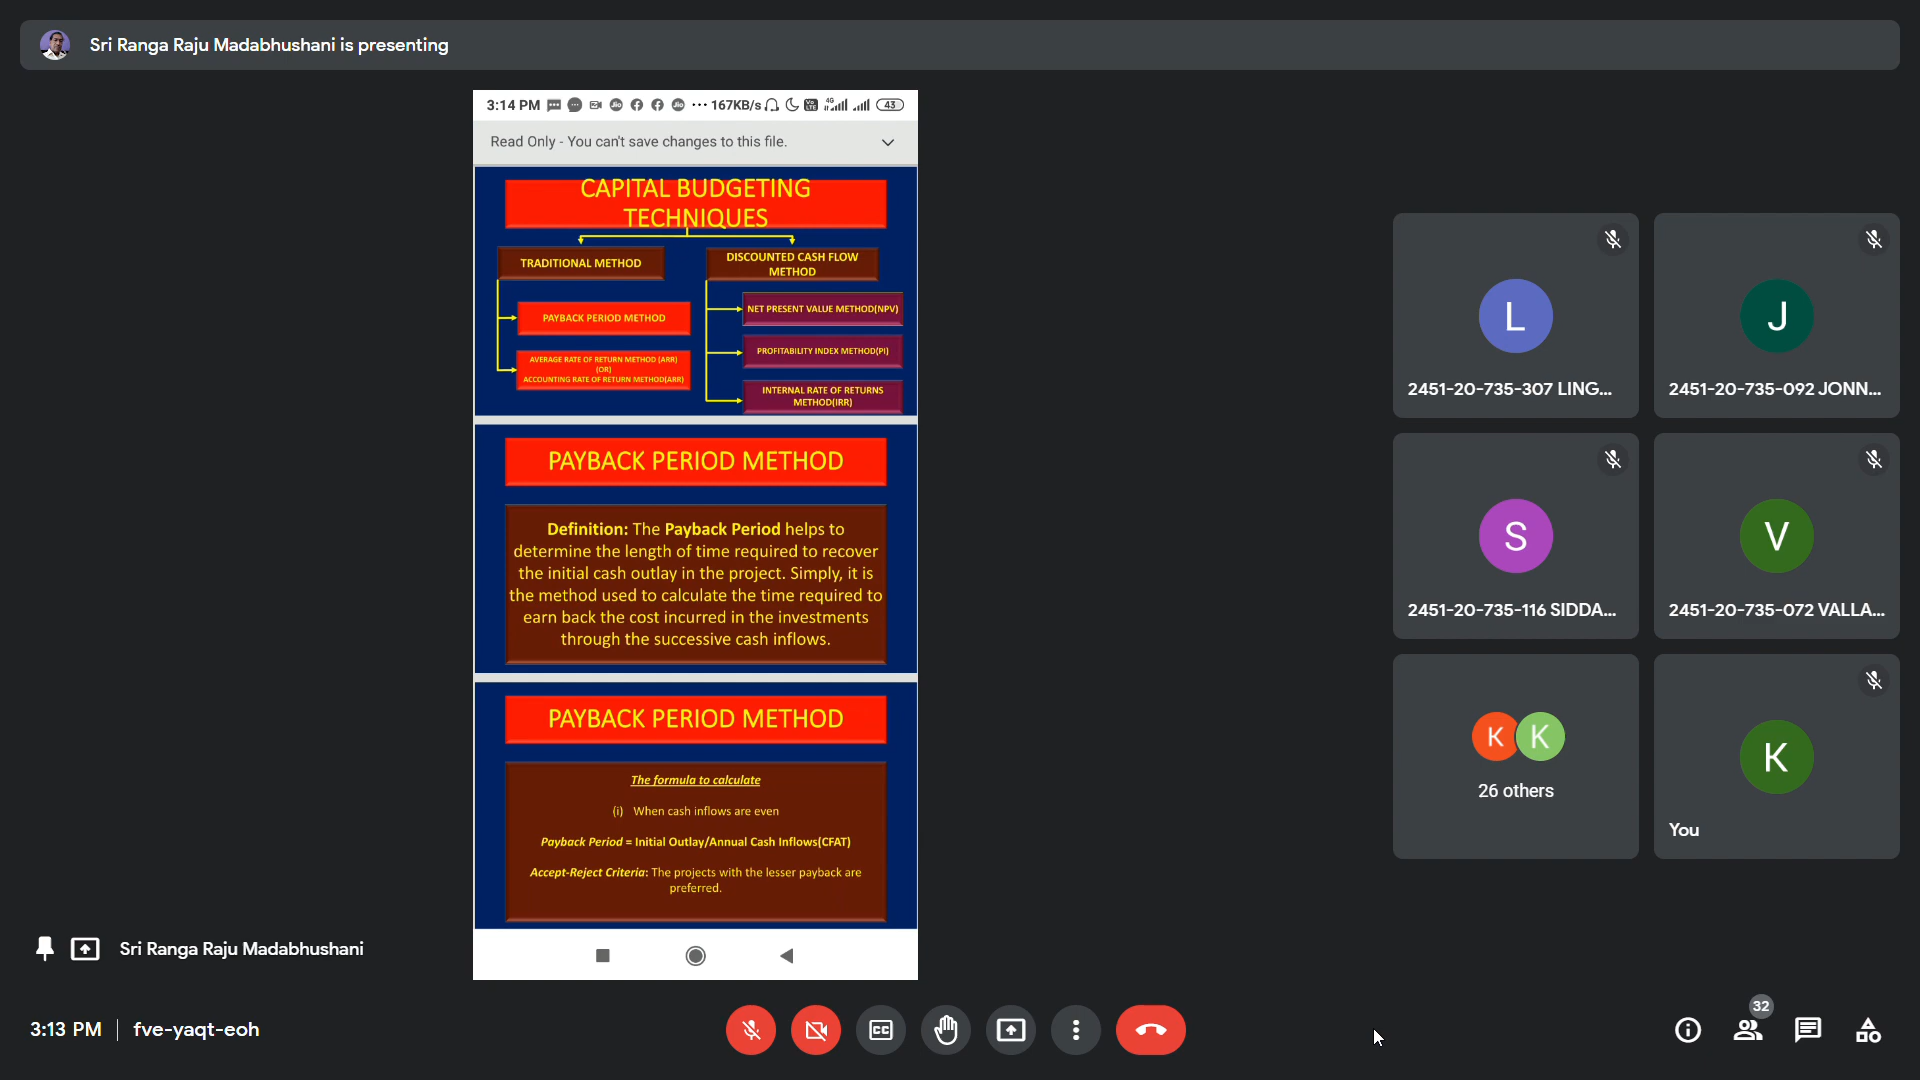 Sri Ranga Raju Madabhushani is presenting
3:14 PM
167KB/s
4G
Vo
LTE
43
Read Only - You can't save changes to this file.
CAPITAL BUDGETING
TECHNIQUES
TRADITIONAL METHOD
DISCOUNTED CASH FLOW
METHOD
PAYBACK PERIOD METHOD
NET PRESENT VALUE METHOD(NPV)
AVERAGE RATE OF RETURN METHOD (ARR)
(OR)
ACCOUNTING RATE OF RETURN METHOD(ARR)
PROFITABILITY INDEX METHOD(PI)
INTERNAL RATE OF RETURNS
METHOD(IRR)
PAYBACK PERIOD METHOD
Definition: The Payback Period helps to
determine the length of time required to recover
the initial cash outlay in the project. Simply, it is
the method used to calculate the time required to
earn back the cost incurred in the investments
through the successive cash inflows.
PAYBACK PERIOD METHOD
The formula to calculate
(i) When cash inflows are even
Payback Period = Initial Outlay/Annual Cash Inflows(CFAT)
Accept-Reject Criteria: The projects with the lesser payback are
preferred.
L
2451-20-735-307 LING...
J
2451-20-735-092 JONN...
S
2451-20-735-116 SIDDA...
V
2451-20-735-072 VALLA...
K K
26 others
K
You
Sri Ranga Raju Madabhushani
3:13 PM | fve-yaqt-eoh
CC
32